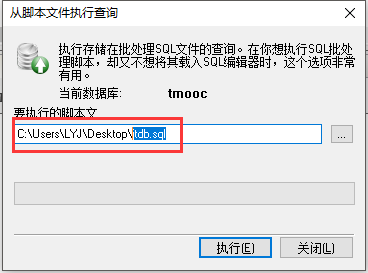 从脚本文件执行查询
执行存储在批处理SQL文件的查询。在你想执行SQL批处
理脚本，却又不想将其载入SQL编辑器时，这个选项非常
有用。
当前数据库: tmooc
要执行的脚本文
C:\Users\LYJ\Desktop\tdb.sql
...
执行(E) 关闭(L)